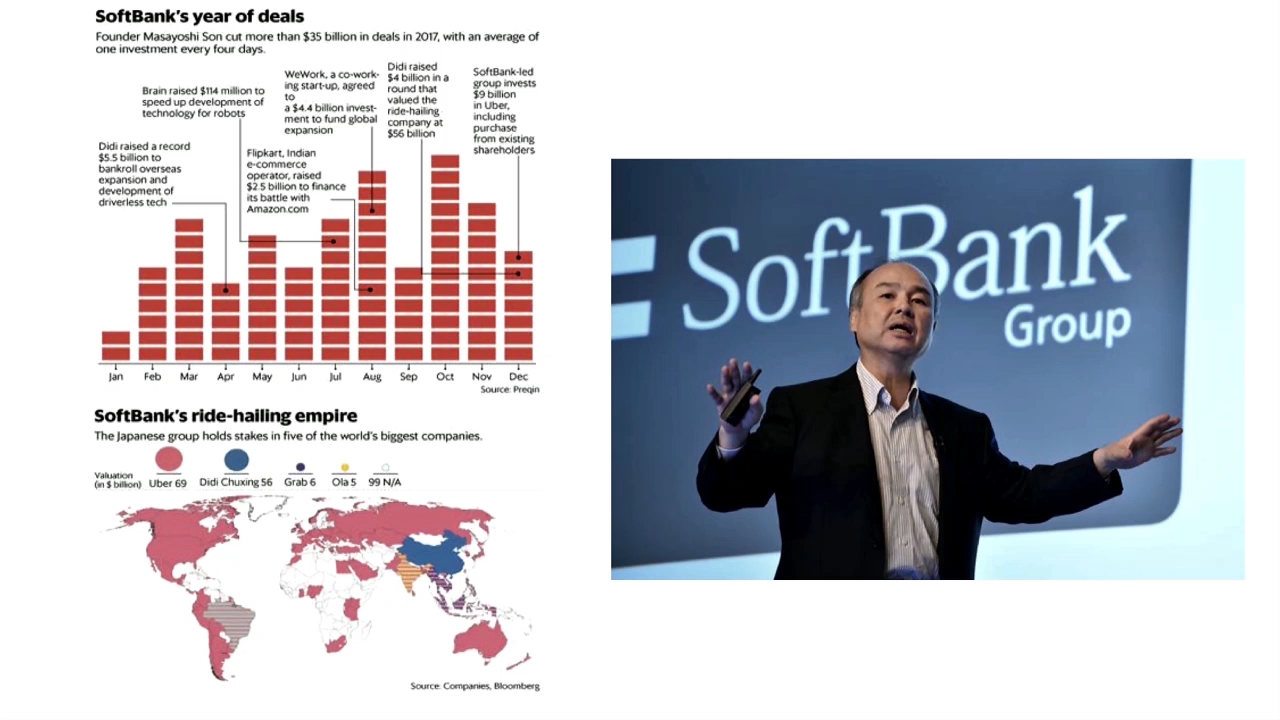 SoftBank's year of deals
Founder Masayoshi Son cut more than $35 billion in deals in 2017, with an average of
one investment every four days.
Didi raised a record
$5.5 billion to
bankroll overseas
expansion and
development of
driverless tech
Brain raised $114 million to
speed up development of
technology for robots
Flipkart, Indian
e-commerce
operator, raised
$2.5 billion to finance
its battle with
Amazon.com
WeWork, a co-work-
ing start-up, agreed
to
a $4.4 billion invest-
ment to fund global
expansion
Didi raised
$4 billion in a
round that
valued the
ride-hailing
company at
$56 billion
SoftBank-led
group invests
$9 billion
in Uber,
including
purchase
from existing
shareholders
Jan Feb Mar Apr May Jun Jul Aug Sep Oct Nov Dec
Source: Preqin
SoftBank's ride-hailing empire
The Japanese group holds stakes in five of the world's biggest companies.
Valuation
(in $ billion) Uber 69 Didi Chuxing 56 Grab 6 Ola 5 99 N/A
Source: Companies, Bloomberg
SoftBank
Group